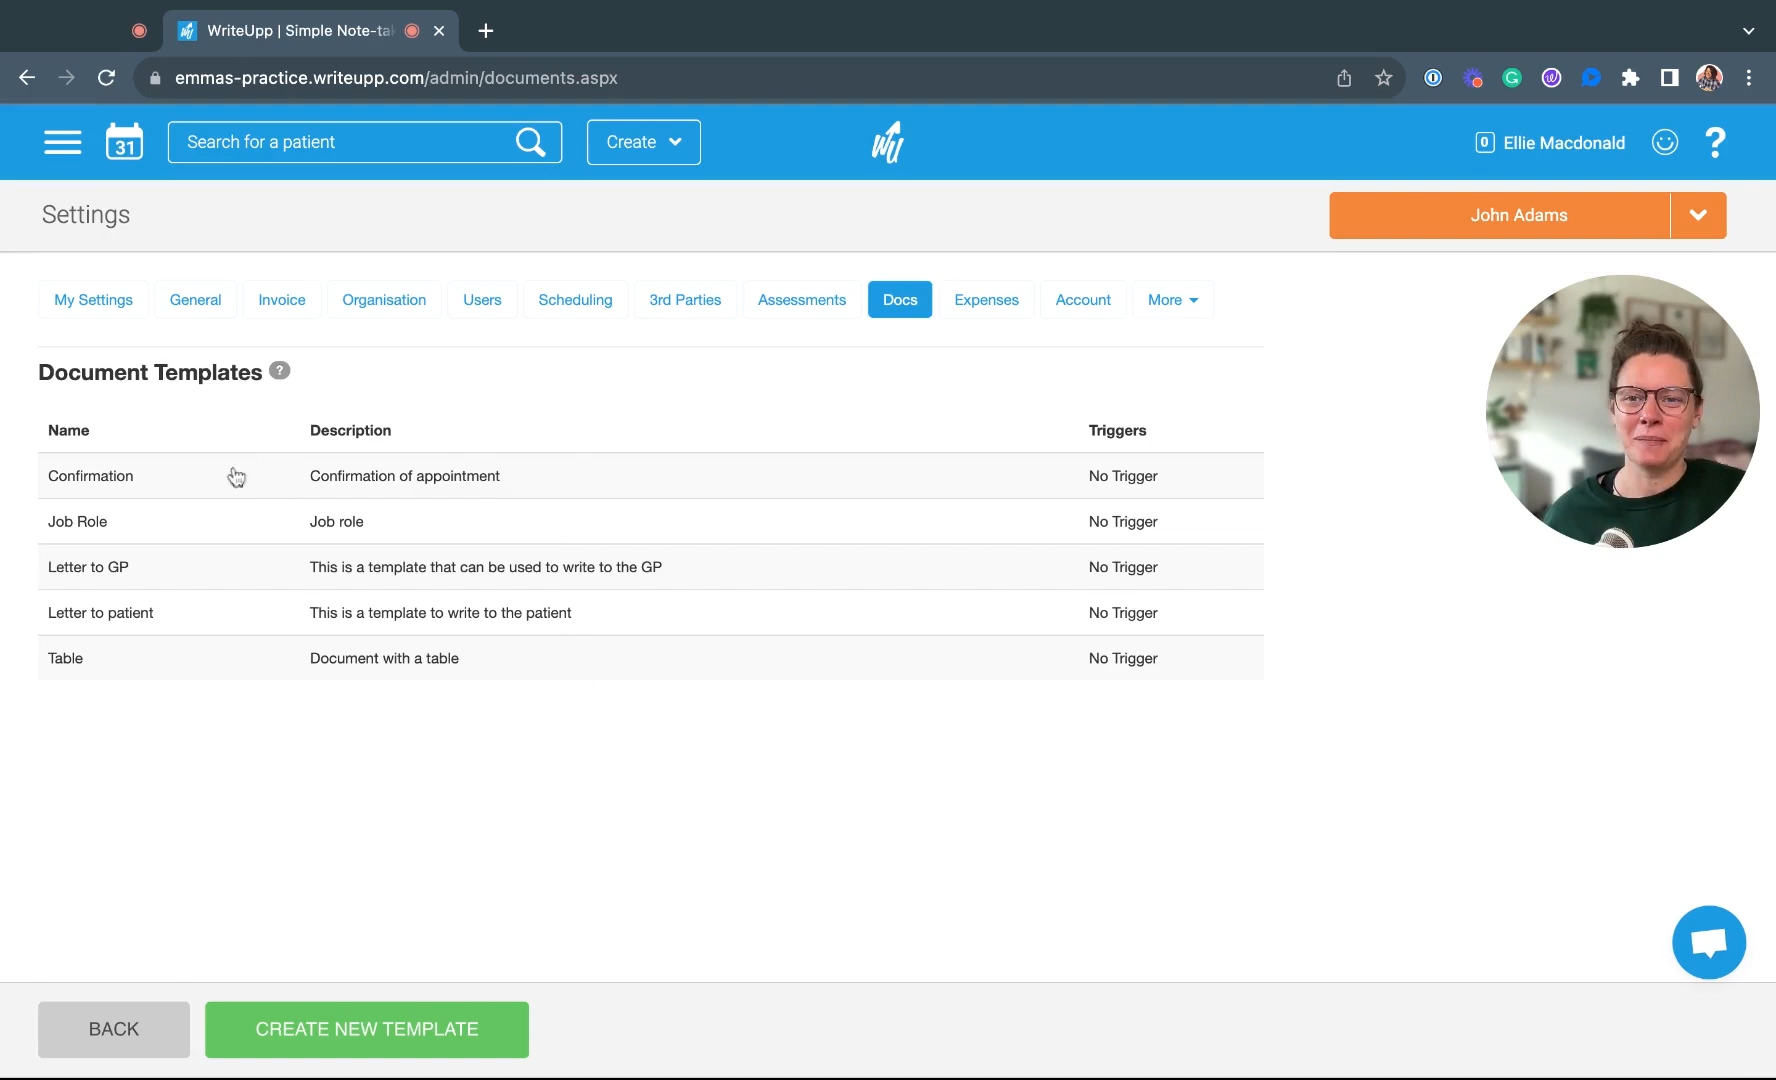 WriteUpp | Simple Note-ta
emmas-practice.writeupp.com/admin/documents.aspx
31
Search for a patient
Create
WU
0
Ellie Macdonald
?
Settings
John Adams
My Settings
General
Invoice
Organisation
Users
Scheduling
3rd Parties
Assessments
Docs
Expenses
Account
More
Document Templates ?
Name
Description
Triggers
Confirmation
Confirmation of appointment
No Trigger
Job Role
Job role
No Trigger
Letter to GP
This is a template that can be used to write to the GP
No Trigger
Letter to patient
This is a template to write to the patient
No Trigger
Table
Document with a table
No Trigger
BACK
CREATE NEW TEMPLATE